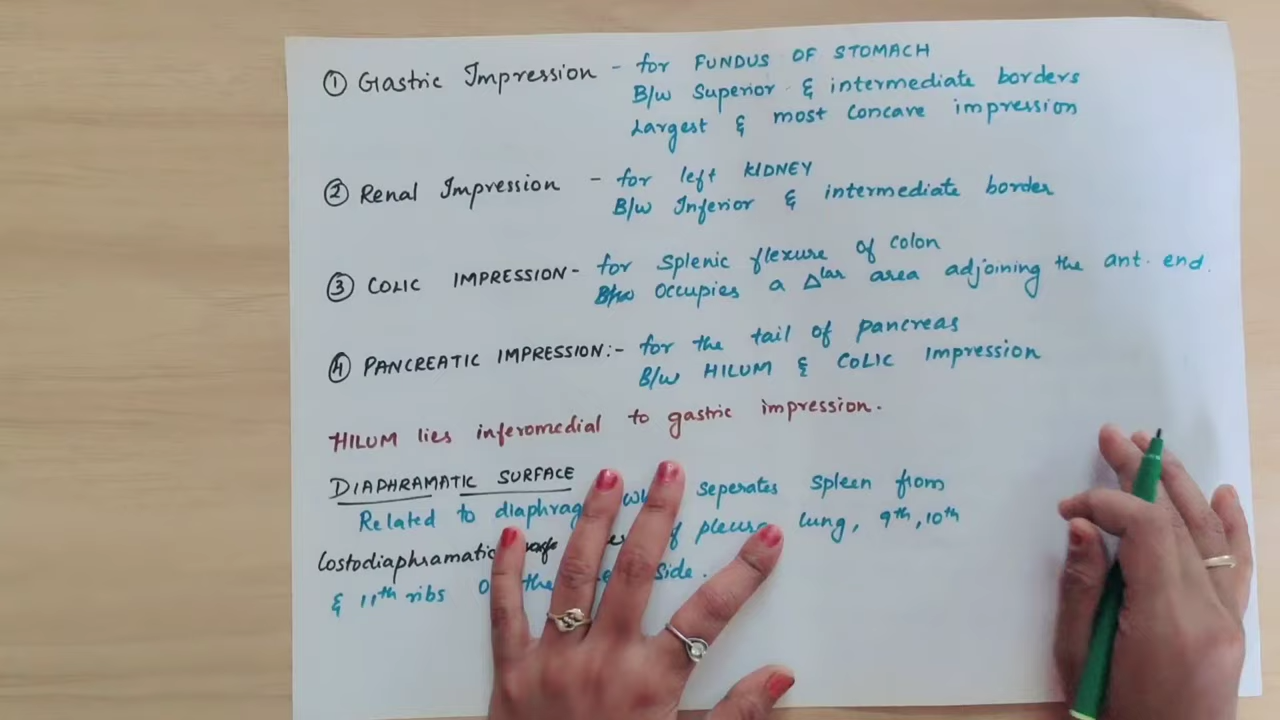 ① Gastric Impression - for FUNDUS OF STOMACH
B/w Superior & intermediate borders
Largest & most concave impression
② Renal Impression - for left KIDNEY
B/w Inferior & intermediate border
③ COLIC IMPRESSION - for splenic flexure of colon
occupies a Δlar area adjoining the ant. end.
④ PANCREATIC IMPRESSION:- for the tail of pancreas
B/w HILUM & COLIC Impression
HILUM lies inferomedial to gastric impression.
DIAPHRAMATIC SURFACE
Related to seperates spleen from
Costodiaphramatic of pleura lung, 9th, 10th
& 11th ribs the side.